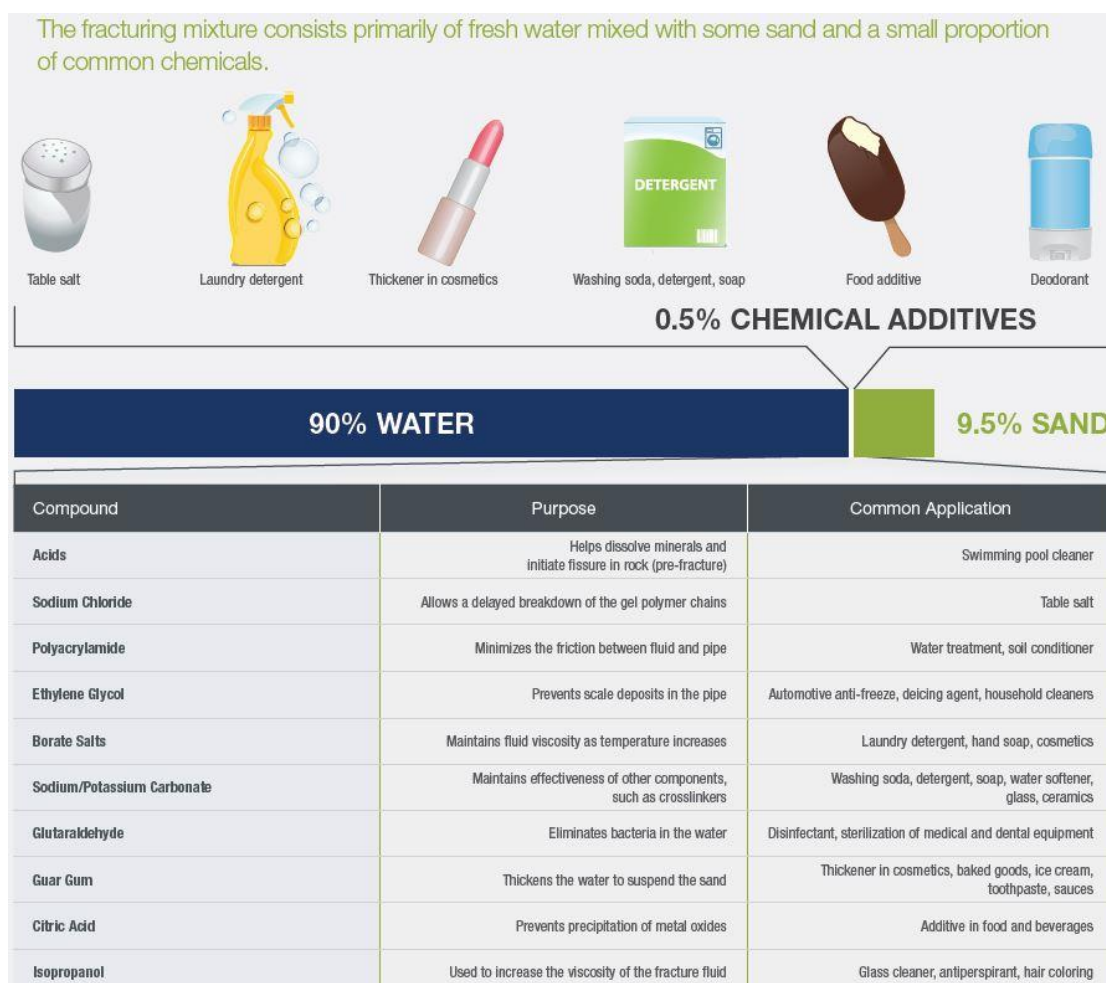 The fracturing mixture consists primarily of fresh water mixed with some sand and a small proportion
of common chemicals.
DETERGENT
Table salt
Laundry detergent
Thickener in cosmetics
Washing soda, detergent, soap
Food additive
Deodorant
0.5% CHEMICAL ADDITIVES
90% WATER
9.5% SAND
Compound
Purpose
Common Application
Acids
Helps dissolve minerals and
initiate fissure in rock (pre-fracture)
Swimming pool cleaner
Sodium Chloride
Allows a delayed breakdown of the gel polymer chains
Table salt
Polyacrylamide
Minimizes the friction between fluid and pipe
Water treatment, soil conditioner
Ethylene Glycol
Prevents scale deposits in the pipe
Automotive anti-freeze, deicing agent, household cleaners
Borate Salts
Maintains fluid viscosity as temperature increases
Laundry detergent, hand soap, cosmetics
Sodium/Potassium Carbonate
Maintains effectiveness of other components,
such as crosslinkers
Washing soda, detergent, soap, water softener,
glass, ceramics
Glutaraldehyde
Eliminates bacteria in the water
Disinfectant, sterilization of medical and dental equipment
Guar Gum
Thickens the water to suspend the sand
Thickener in cosmetics, baked goods, ice cream,
toothpaste, sauces
Citric Acid
Prevents precipitation of metal oxides
Additive in food and beverages
Isopropanol
Used to increase the viscosity of the fracture fluid
Glass cleaner, antiperspirant, hair coloring